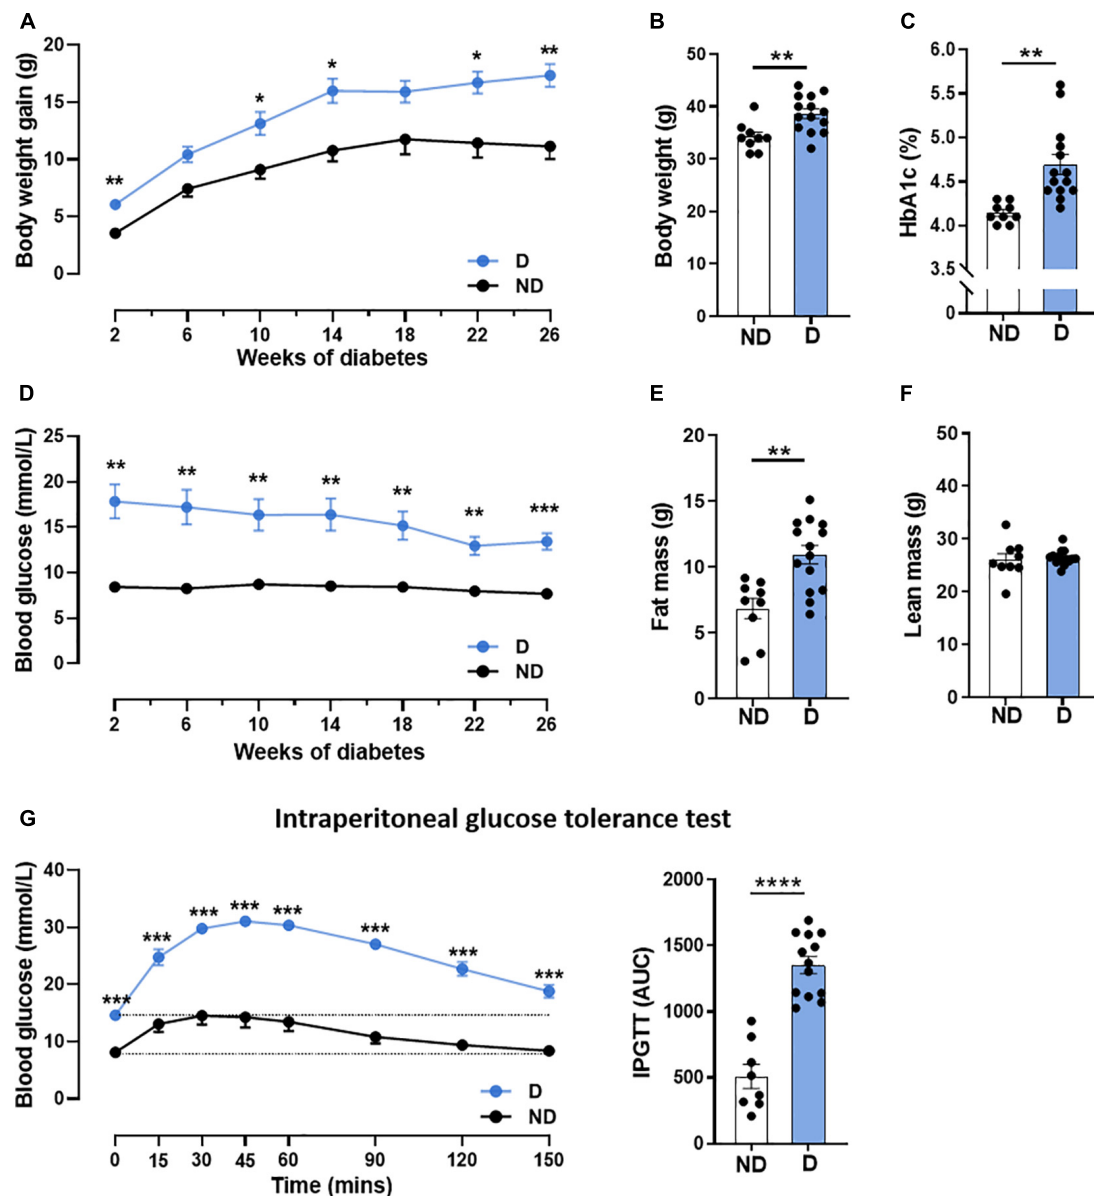 A
Body weight gain (g)
20
15
10
5
0
**
*
*
*
**
D
ND
2 6 10 14 18 22 26
Weeks of diabetes
B
Body weight (g)
50
40
30
20
10
0
**
ND D
C
HbA1c (%)
6.0
5.5
5.0
4.5
4.0
3.5
0
**
ND D
D
Blood glucose (mmol/L)
25
20
15
10
5
0
** ** ** ** ** ** ***
D
ND
2 6 10 14 18 22 26
Weeks of diabetes
E
Fat mass (g)
20
15
10
5
0
**
ND D
F
Lean mass (g)
50
40
30
20
10
0
ND D
G
Intraperitoneal glucose tolerance test
Blood glucose (mmol/L)
40
30
20
10
0
*** *** *** *** *** *** *** ***
D
ND
0 15 30 45 60 90 120 150
Time (mins)
IPGTT (AUC)
2000
1500
1000
500
0
****
ND D